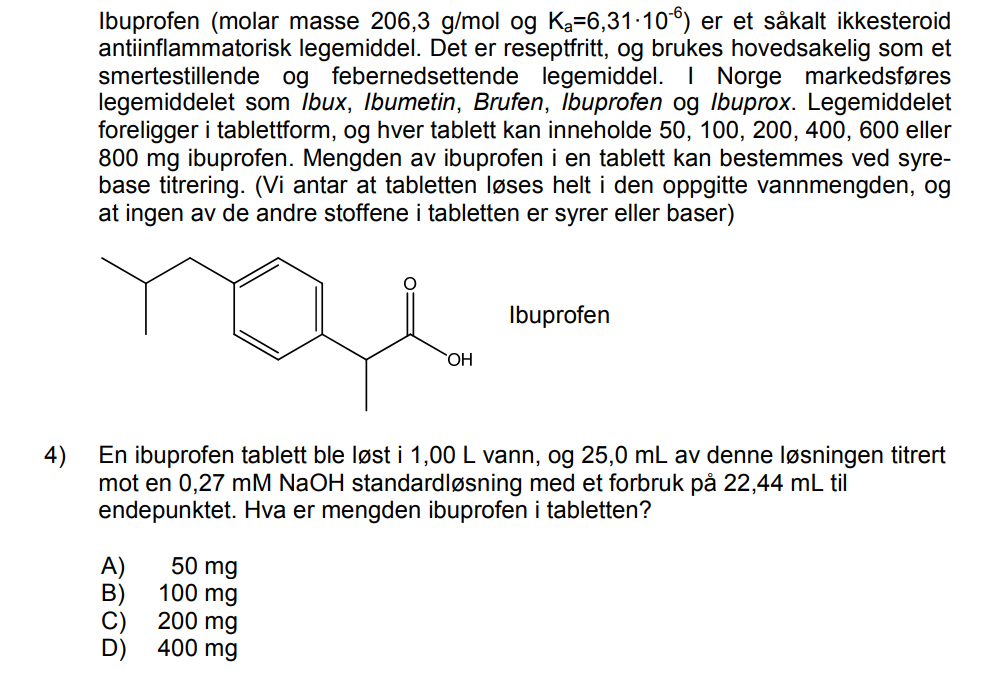 Ibuprofen (molar masse 206,3 g/mol og Kₐ=6,31·10⁻⁶) er et såkalt ikkesteroid
antiinflammatorisk legemiddel. Det er reseptfritt, og brukes hovedsakelig som et
smertestillende og febernedsettende legemiddel. I Norge markedsføres
legemiddelet som Ibux, Ibumetin, Brufen, Ibuprofen og Ibuprox. Legemiddelet
foreligger i tablettform, og hver tablett kan inneholde 50, 100, 200, 400, 600 eller
800 mg ibuprofen. Mengden av ibuprofen i en tablett kan bestemmes ved syre-
base titrering. (Vi antar at tabletten løses helt i den oppgitte vannmengden, og
at ingen av de andre stoffene i tabletten er syrer eller baser)
O
Ibuprofen
OH
4) En ibuprofen tablett ble løst i 1,00 L vann, og 25,0 mL av denne løsningen titrert
mot en 0,27 mM NaOH standardløsning med et forbruk på 22,44 mL til
endepunktet. Hva er mengden ibuprofen i tabletten?
A) 50 mg
B) 100 mg
C) 200 mg
D) 400 mg